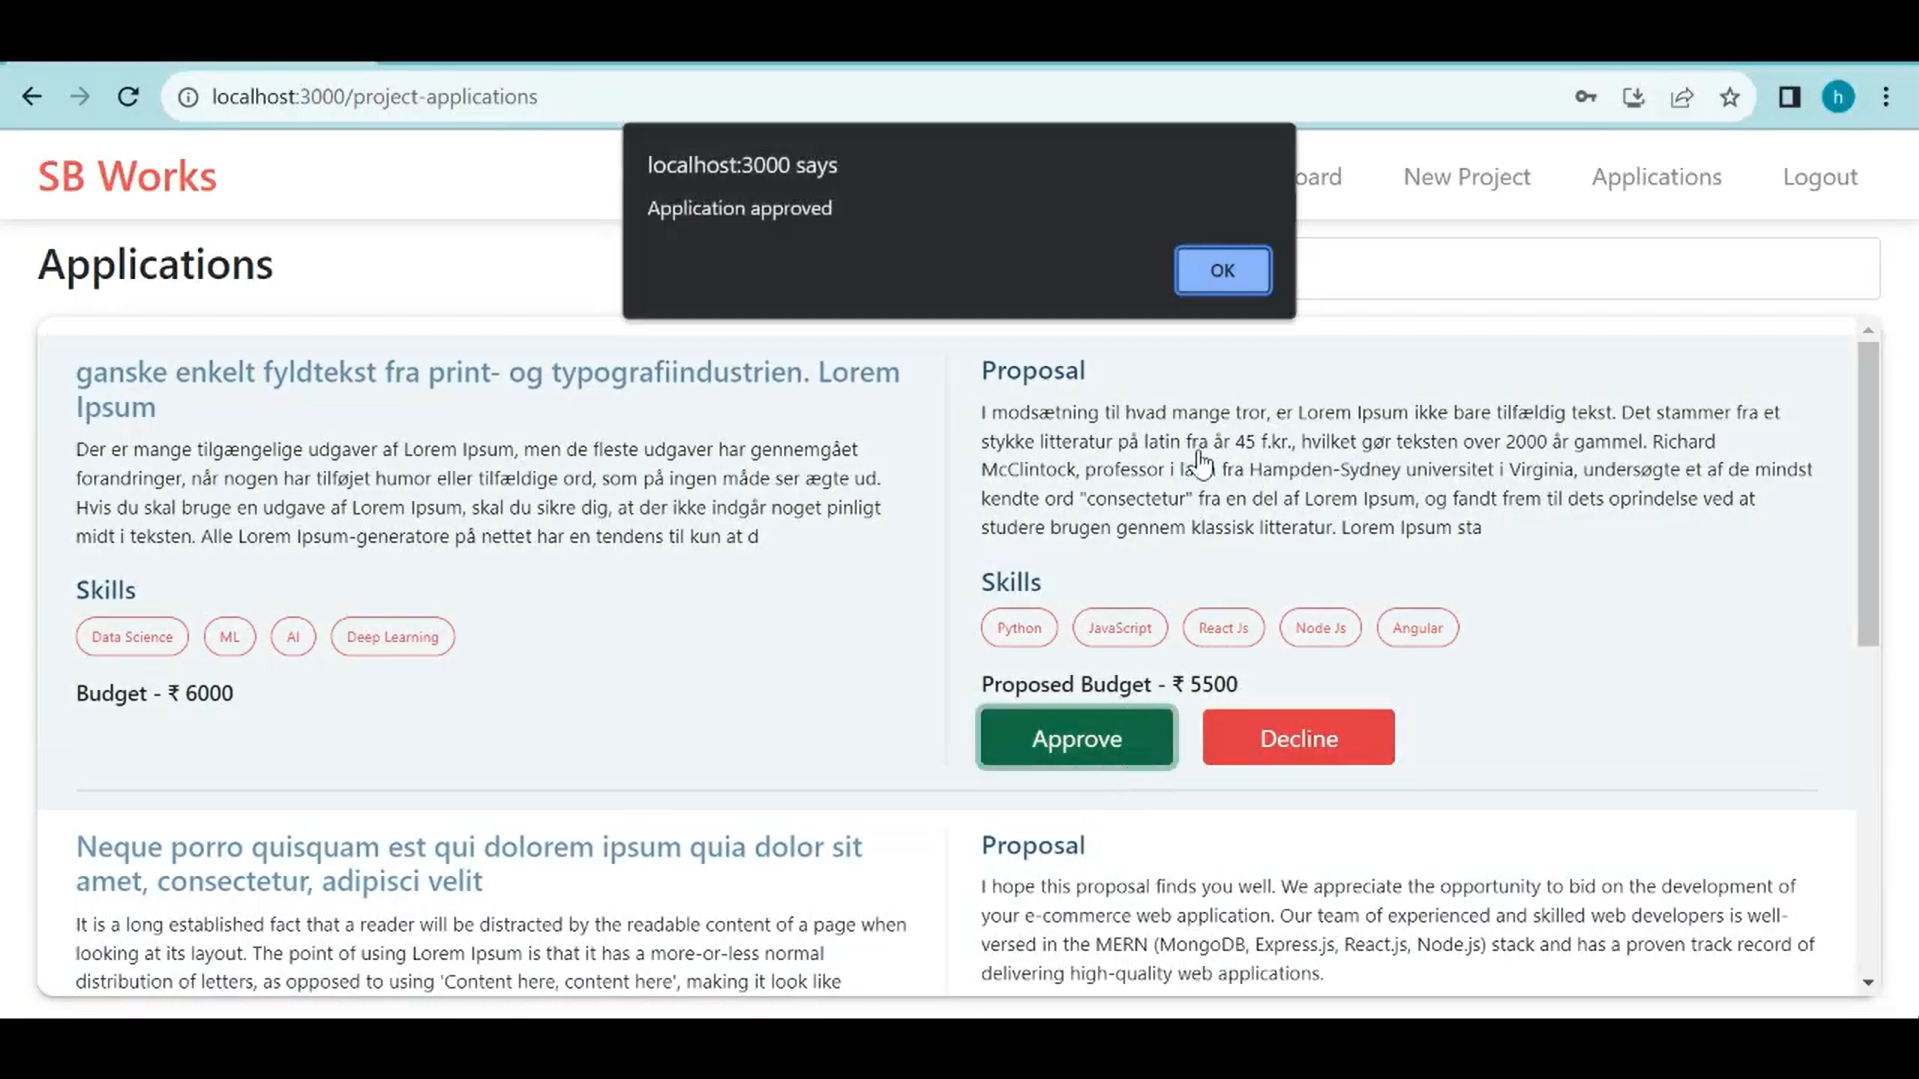 localhost:3000/project-applications
h
localhost:3000 says
Application approved
OK
SB Works
oard
New Project
Applications
Logout
Applications
ganske enkelt fyldtekst fra print- og typografiindustrien. Lorem
Ipsum
Der er mange tilgængelige udgaver af Lorem Ipsum, men de fleste udgaver har gennemgået
forandringer, når nogen har tilføjet humor eller tilfældige ord, som på ingen måde ser ægte ud.
Hvis du skal bruge en udgave af Lorem Ipsum, skal du sikre dig, at der ikke indgår noget pinligt
midt i teksten. Alle Lorem Ipsum-generatore på nettet har en tendens til kun at d
Skills
Data Science
ML
AI
Deep Learning
Budget - ₹ 6000
Proposal
I modsætning til hvad mange tror, er Lorem Ipsum ikke bare tilfældig tekst. Det stammer fra et
stykke litteratur på latin fra år 45 f.kr., hvilket gør teksten over 2000 år gammel. Richard
McClintock, professor i fra Hampden-Sydney universitet i Virginia, undersøgte et af de mindst
kendte ord "consectetur" fra en del af Lorem Ipsum, og fandt frem til dets oprindelse ved at
studere brugen gennem klassisk litteratur. Lorem Ipsum sta
Skills
Python
JavaScript
React Js
Node Js
Angular
Proposed Budget - ₹ 5500
Approve
Decline
Neque porro quisquam est qui dolorem ipsum quia dolor sit
amet, consectetur, adipisci velit
It is a long established fact that a reader will be distracted by the readable content of a page when
looking at its layout. The point of using Lorem Ipsum is that it has a more-or-less normal
distribution of letters, as opposed to using 'Content here, content here', making it look like
Proposal
I hope this proposal finds you well. We appreciate the opportunity to bid on the development of
your e-commerce web application. Our team of experienced and skilled web developers is well-
versed in the MERN (MongoDB, Express.js, React.js, Node.js) stack and has a proven track record of
delivering high-quality web applications.